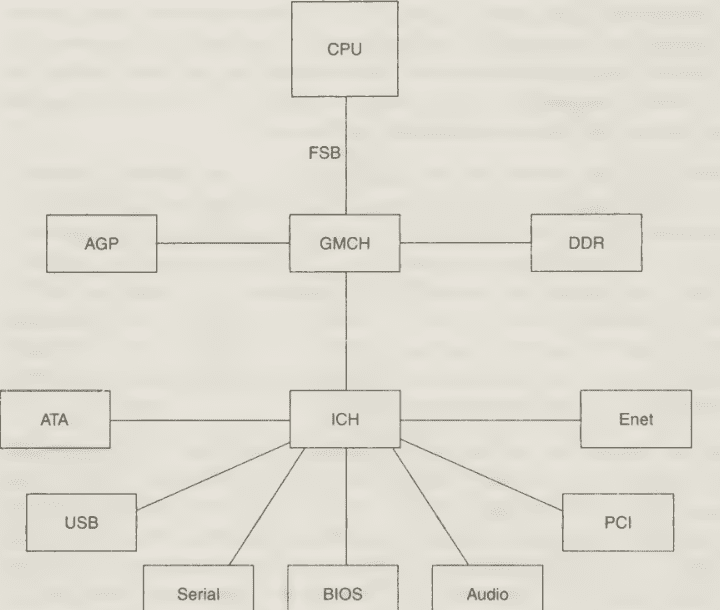 CPU
FSB
AGP
GMCH
DDR
ATA
ICH
Enet
USB
PCI
Serial
BIOS
Audio